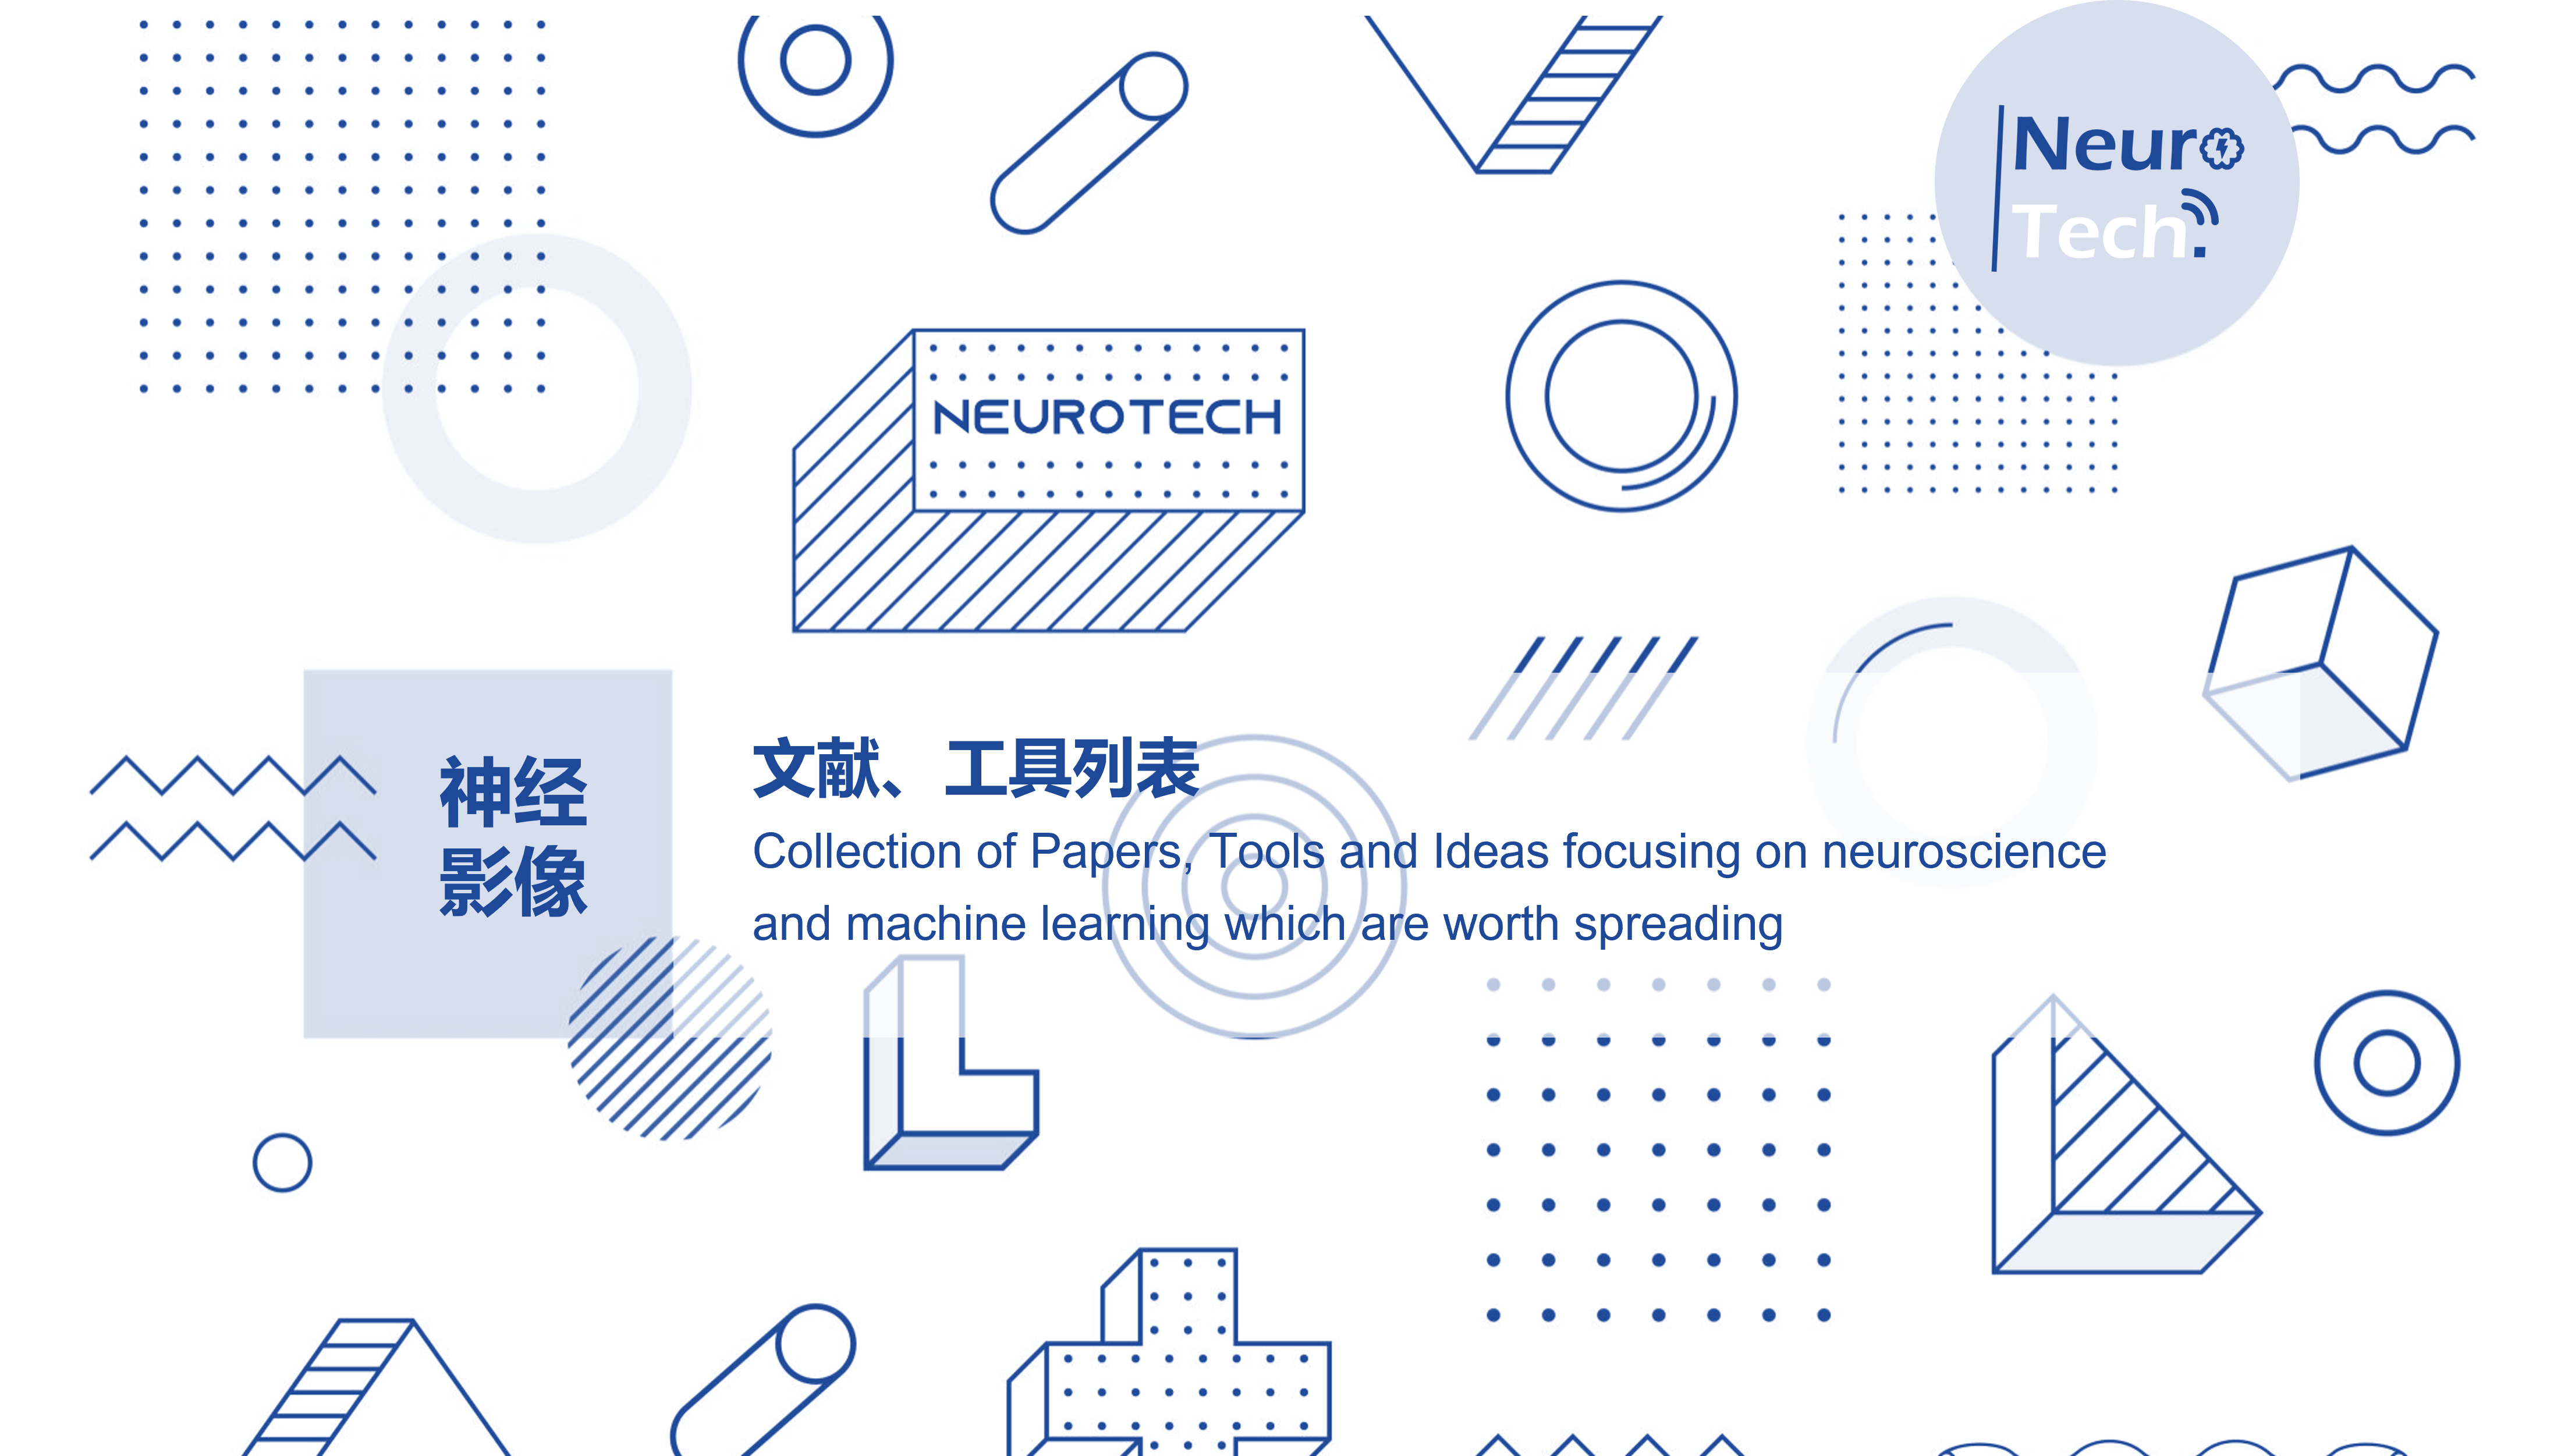 Neuro
Tech.
NEUROTECH
神经
影像
文献、工具列表
Collection of Papers, Tools and Ideas focusing on neuroscience
and machine learning which are worth spreading